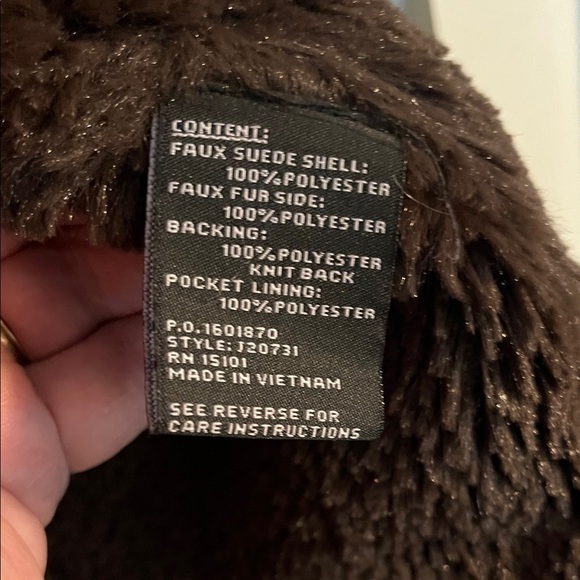 CONTENT:
FAUX SUEDE SHELL:
100%POLYESTER
FAUX FUR SIDE:
100%POLYESTER
BACKING:
100%POLYESTER
KNIT BACK
POCKET LINING:
100%POLYESTER
P.O.1601870
STYLE:J20731
RN 15101
MADE IN VIETNAM
SEE REVERSE FOR
CARE INSTRUCTIONS